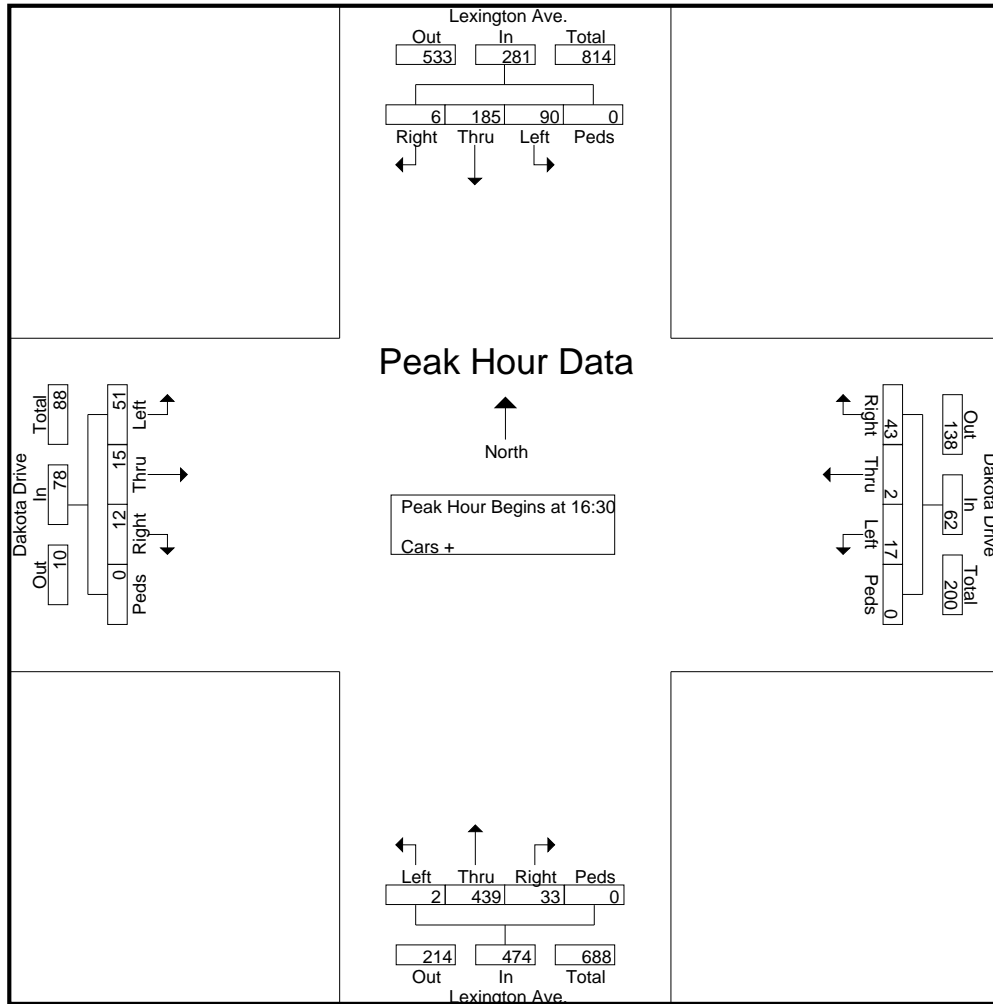 Lexington Ave.
Out In Total
533 281 814
6 185 90 0
Right Thru Left Peds
Peak Hour Data
North
Peak Hour Begins at 16:30
Cars +
Dakota Drive
Total In Out
88 78 10
51 15 12 0
Left Thru Right Peds
Right Thru Left Peds
43 2 17 0
Out In Total
138 62 200
Dakota Drive
Left Thru Right Peds
2 439 33 0
214 474 688
Out In Total
Lexington Ave.